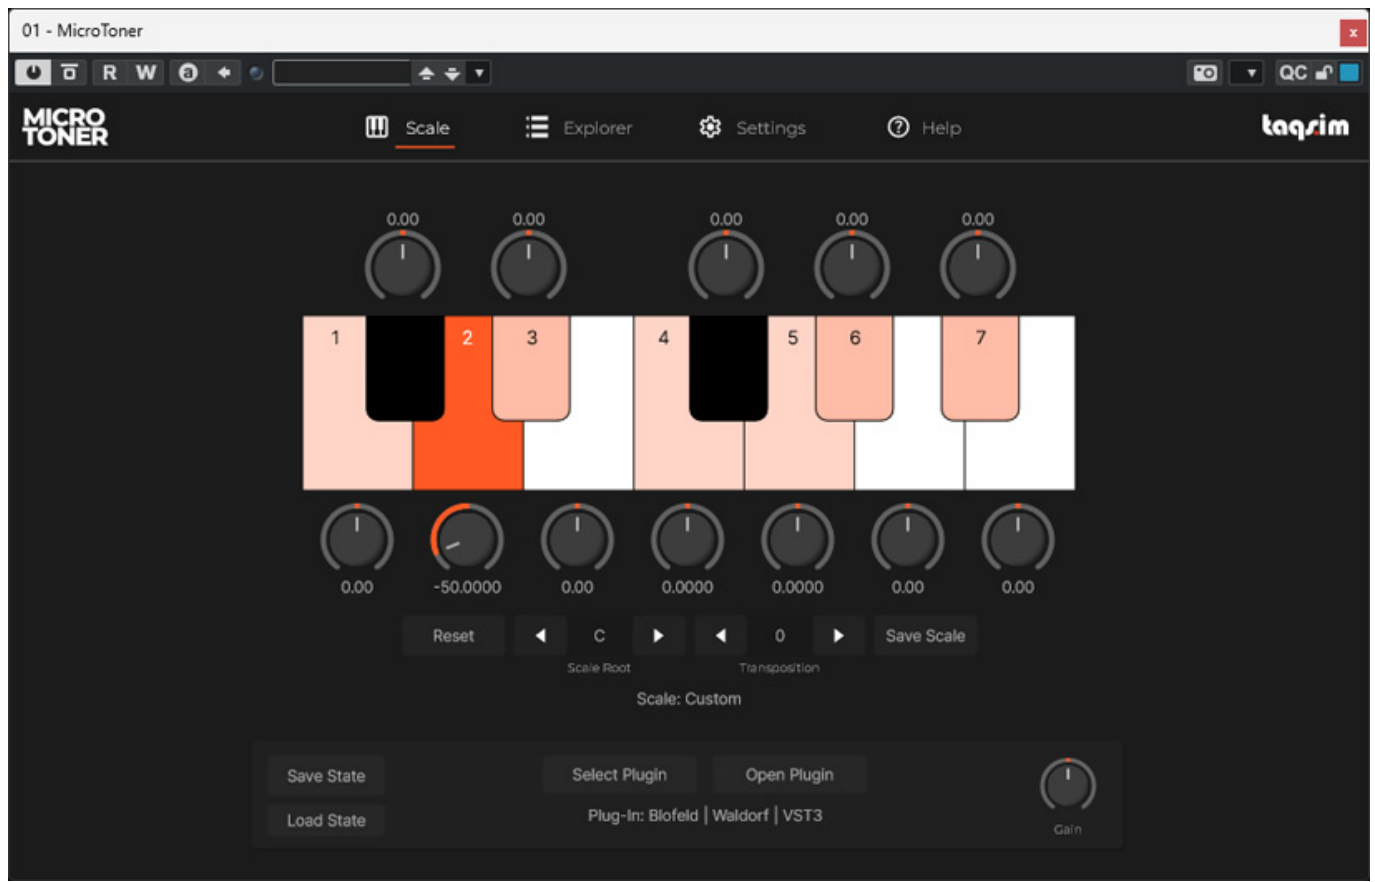 01 - MicroToner
x
R W a QC
MICRO
TONER
Scale Explorer Settings ? Help
taqsim
0.00 0.00 0.00 0.00 0.00
1 2 3 4 5 6 7
0.00 -50.0000 0.00 0.0000 0.0000 0.00 0.00
Reset C 0 Save Scale
Scale Root Transposition
Scale: Custom
Save State Select Plugin Open Plugin
Load State Plug-In: Blofeld | Waldorf | VST3
Gain